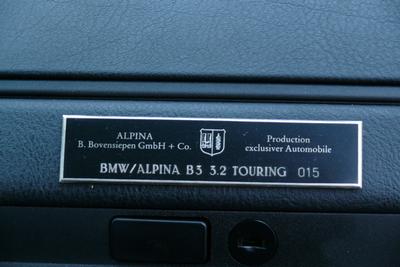 ALPINA
B. Bovensiepen GmbH + Co.
Production
exclusiver Automobile
BMW/ALPINA B3 3.2 TOURING 015